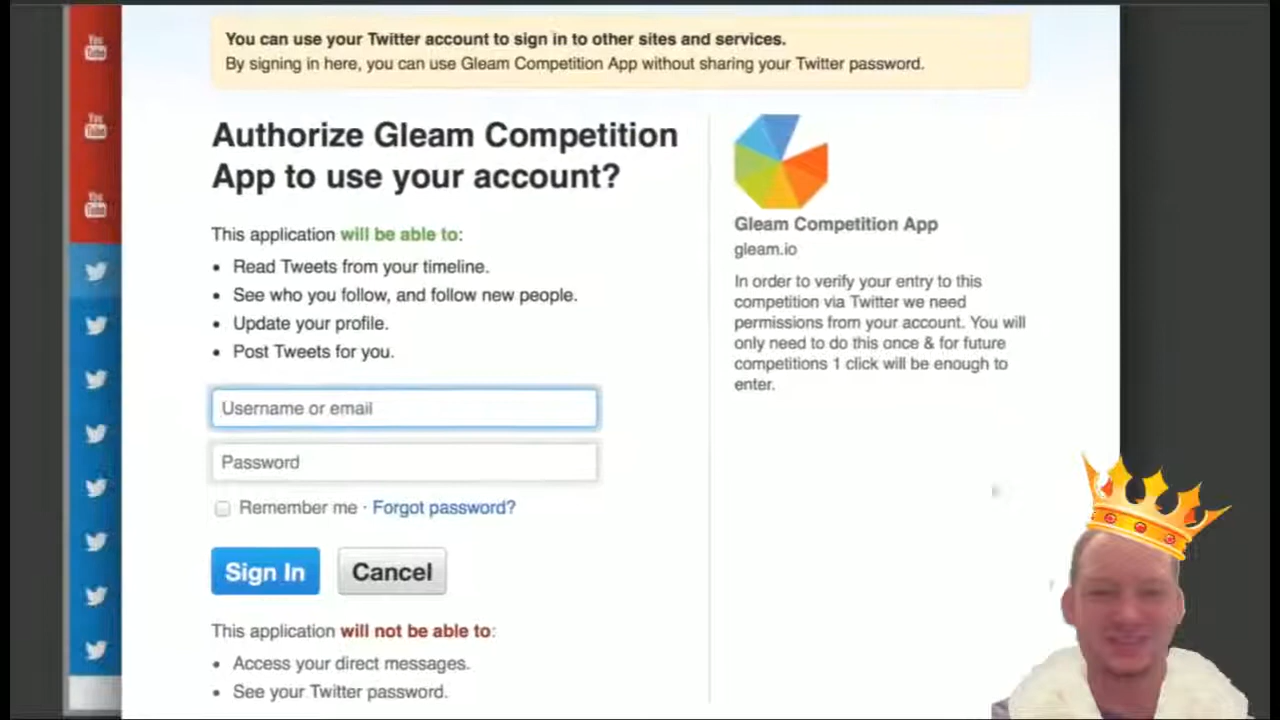 You can use your Twitter account to sign in to other sites and services.
By signing in here, you can use Gleam Competition App without sharing your Twitter password.
Authorize Gleam Competition
App to use your account?
This application will be able to:
• Read Tweets from your timeline.
• See who you follow, and follow new people.
• Update your profile.
• Post Tweets for you.
Username or email
Password
Remember me · Forgot password?
Sign In
Cancel
This application will not be able to:
• Access your direct messages.
• See your Twitter password.
Gleam Competition App
gleam.io
In order to verify your entry to this
competition via Twitter we need
permissions from your account. You will
only need to do this once & for future
competitions 1 click will be enough to
enter.
You
Tube
You
Tube
You
Tube